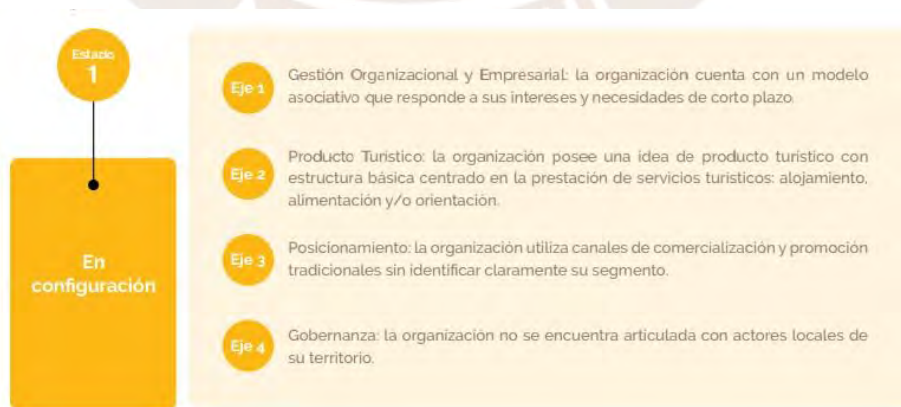 Estado
1
En
configuración
Eje 1
Gestión Organizacional y Empresarial: la organización cuenta con un modelo
asociativo que responde a sus intereses y necesidades de corto plazo.
Eje 2
Producto Turístico: la organización posee una idea de producto turístico con
estructura básica centrado en la prestación de servicios turísticos: alojamiento,
alimentación y/o orientación.
Eje 3
Posicionamiento: la organización utiliza canales de comercialización y promoción
tradicionales sin identificar claramente su segmento.
Eje 4
Gobernanza: la organización no se encuentra articulada con actores locales de
su territorio.